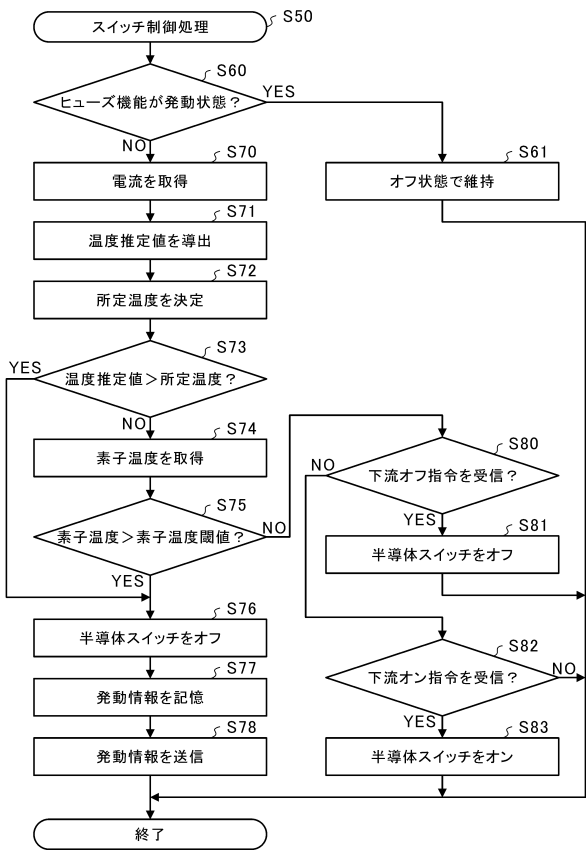 スイッチ制御処理
S50
S60
ヒューズ機能が発動状態？
YES
NO
S70
電流を取得
S61
オフ状態で維持
S71
温度推定値を導出
S72
所定温度を決定
S73
YES
温度推定値＞所定温度？
NO
S74
素子温度を取得
S75
素子温度＞素子温度閾値？
NO
YES
S80
NO
下流オフ指令を受信？
YES
S81
半導体スイッチをオフ
S76
半導体スイッチをオフ
S77
発動情報を記憶
S78
発動情報を送信
S82
下流オン指令を受信？
NO
YES
S83
半導体スイッチをオン
終了